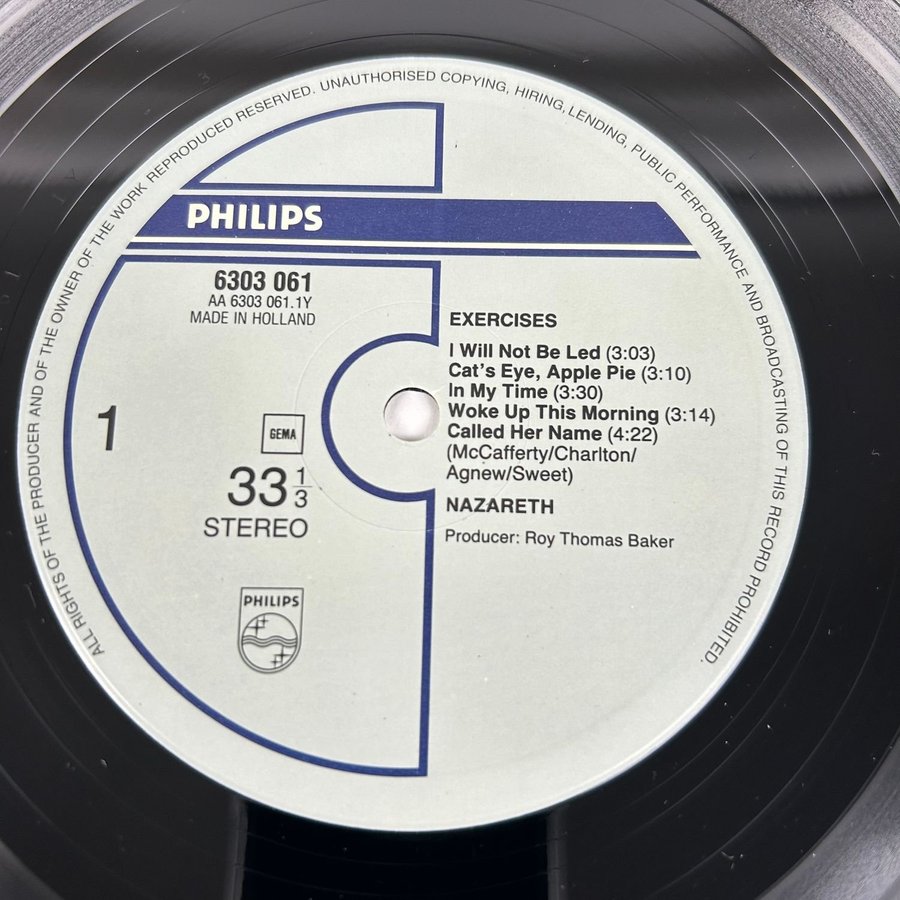 ALL RIGHTS OF THE PRODUCER AND OF THE OWNER OF THE WORK REPRODUCED RESERVED. UNAUTHORISED COPYING, HIRING, LENDING, PUBLIC PERFORMANCE AND BROADCASTING OF THIS RECORD PROHIBITED.
PHILIPS
6303 061
AA 6303 061.1Y
MADE IN HOLLAND
1
GEMA
33 1/3
STEREO
PHILIPS
EXERCISES
I Will Not Be Led (3:03)
Cat's Eye, Apple Pie (3:10)
In My Time (3:30)
Woke Up This Morning (3:14)
Called Her Name (4:22)
(McCafferty/Charlton/
Agnew/Sweet)
NAZARETH
Producer: Roy Thomas Baker